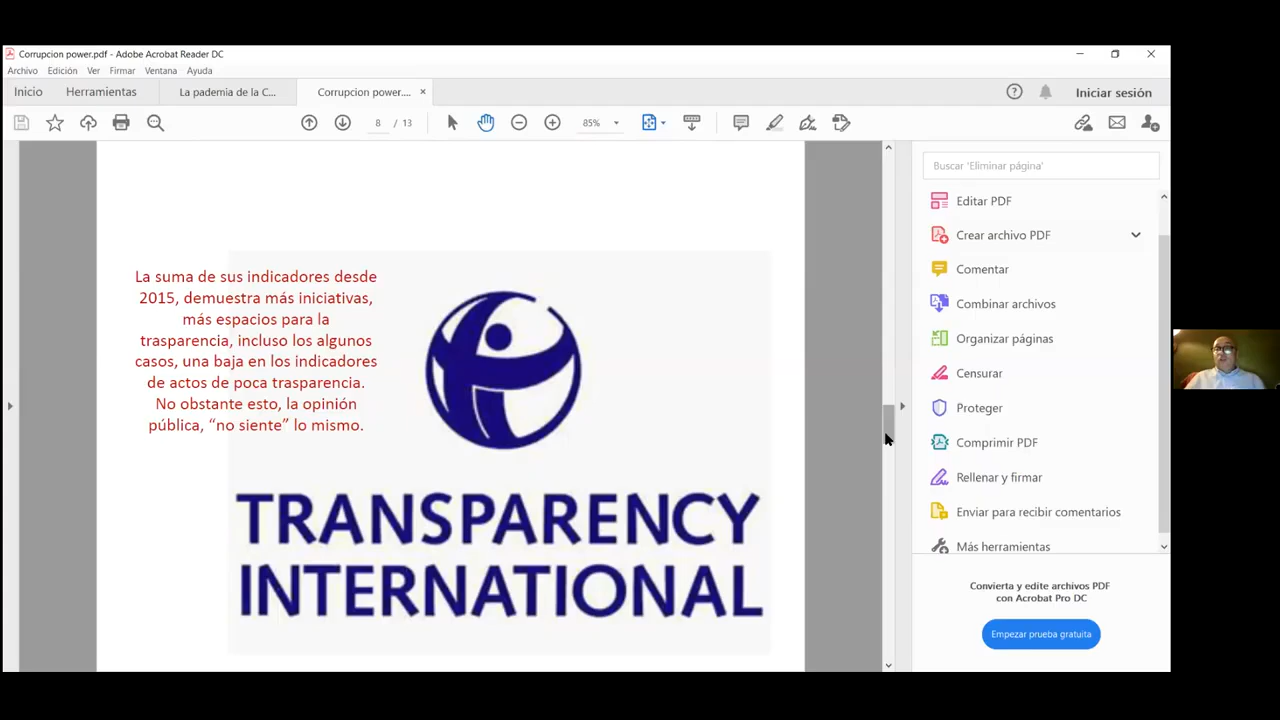 Corrupcion power.pdf - Adobe Acrobat Reader DC
Archivo Edición Ver Firmar Ventana Ayuda
Inicio Herramientas La pademia de la C... Corrupcion power.... × Iniciar sesión
8 / 13 85%
Buscar 'Eliminar página'
Editar PDF
Crear archivo PDF
Comentar
Combinar archivos
Organizar páginas
Censurar
Proteger
Comprimir PDF
Rellenar y firmar
Enviar para recibir comentarios
Más herramientas
Convierta y edite archivos PDF
con Acrobat Pro DC
Empezar prueba gratuita
La suma de sus indicadores desde
2015, demuestra más iniciativas,
más espacios para la
trasparencia, incluso los algunos
casos, una baja en los indicadores
de actos de poca trasparencia.
No obstante esto, la opinión
pública, “no siente” lo mismo.
TRANSPARENCY
INTERNATIONAL